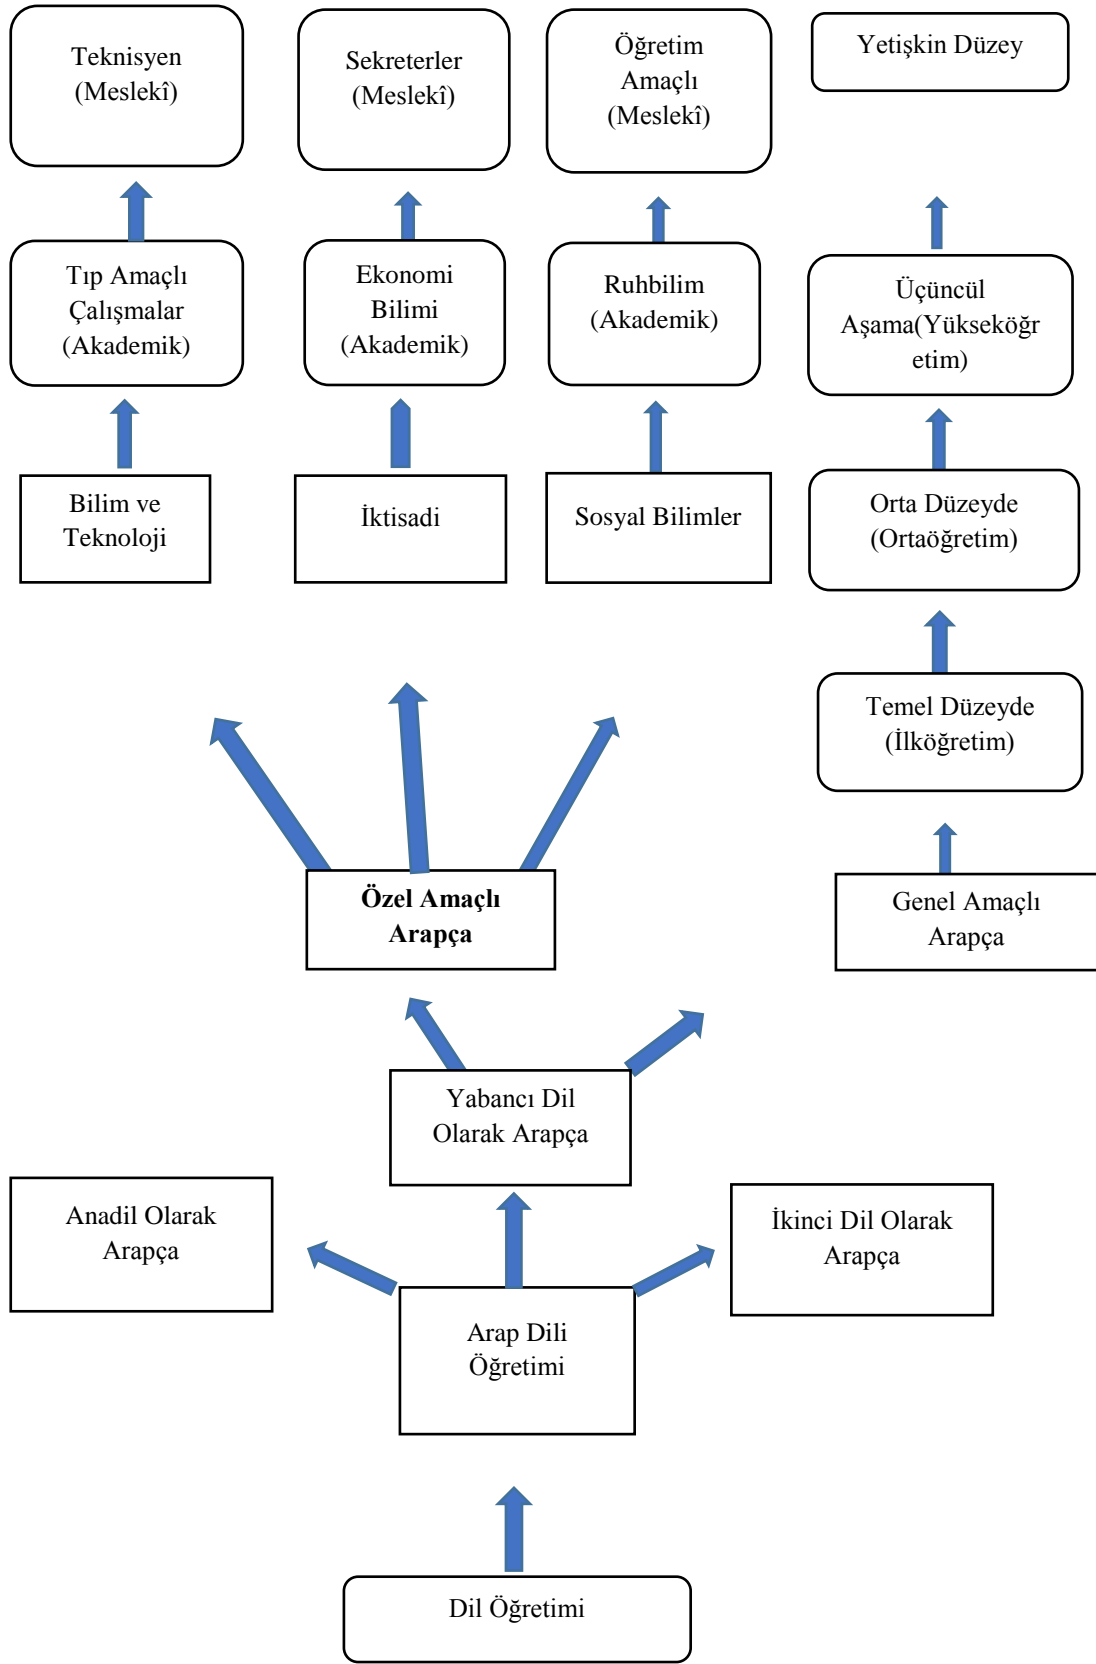 Teknisyen
(Meslekî)
Sekreterler
(Meslekî)
Öğretim
Amaçlı
(Meslekî)
Yetişkin Düzey
Tıp Amaçlı
Çalışmalar
(Akademik)
Ekonomi
Bilimi
(Akademik)
Ruhbilim
(Akademik)
Üçüncül
Aşama(Yükseköğr
etim)
Bilim ve
Teknoloji
İktisadi
Sosyal Bilimler
Orta Düzeyde
(Ortaöğretim)
Temel Düzeyde
(İlköğretim)
Özel Amaçlı
Arapça
Genel Amaçlı
Arapça
Yabancı Dil
Olarak Arapça
Anadil Olarak
Arapça
İkinci Dil Olarak
Arapça
Arap Dili
Öğretimi
Dil Öğretimi